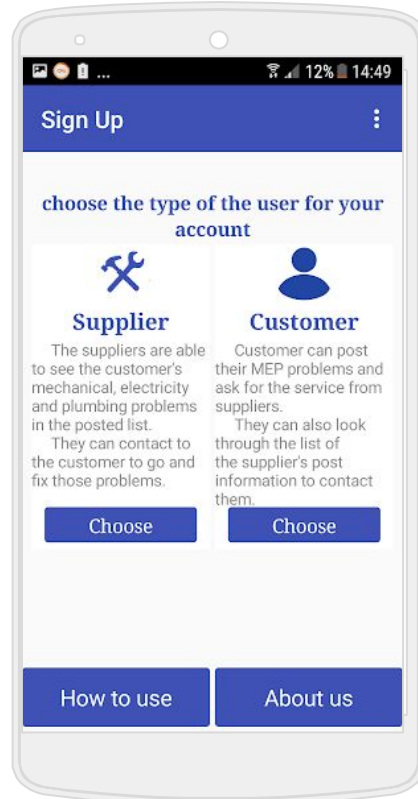 ... 12% 14:49
Sign Up
choose the type of the user for your
account
Supplier
The suppliers are able
to see the customer's
mechanical, electricity
and plumbing problems
in the posted list.
They can contact to
the customer to go and
fix those problems.
Choose
Customer
Customer can post
their MEP problems and
ask for the service from
suppliers.
They can also look
through the list of
the supplier's post
information to contact
them.
Choose
How to use
About us